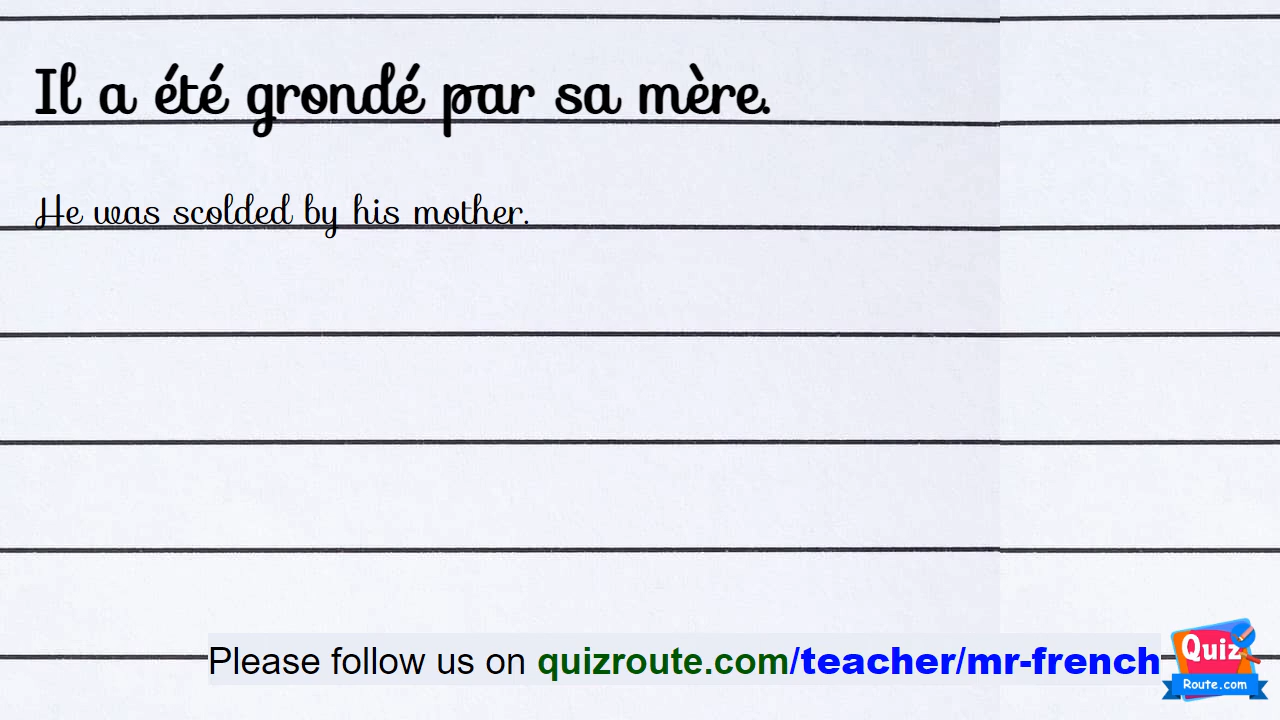 Il a été grondé par sa mère.
He was scolded by his mother.
Please follow us on quizroute.com/teacher/mr-french
Quiz
Route.com